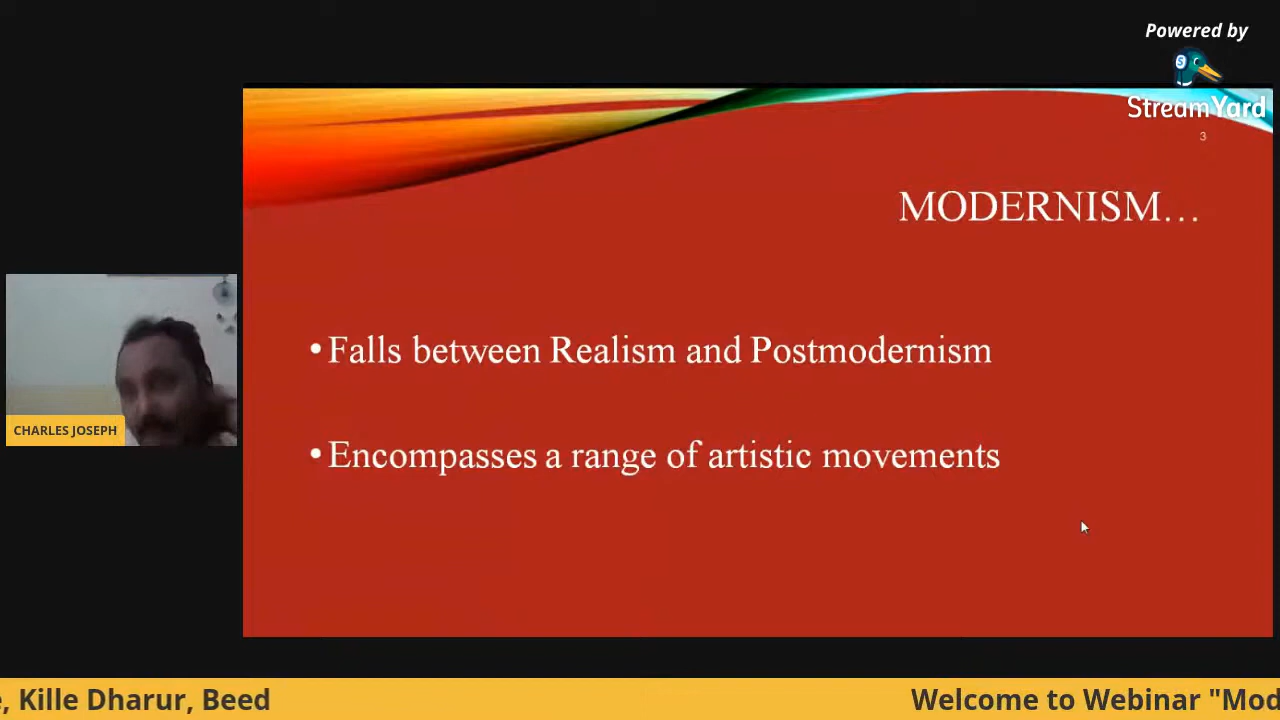 Powered by
S
StreamYard
3
MODERNISM…
•Falls between Realism and Postmodernism
•Encompasses a range of artistic movements
CHARLES JOSEPH
, Kille Dharur, Beed
Welcome to Webinar "Mod